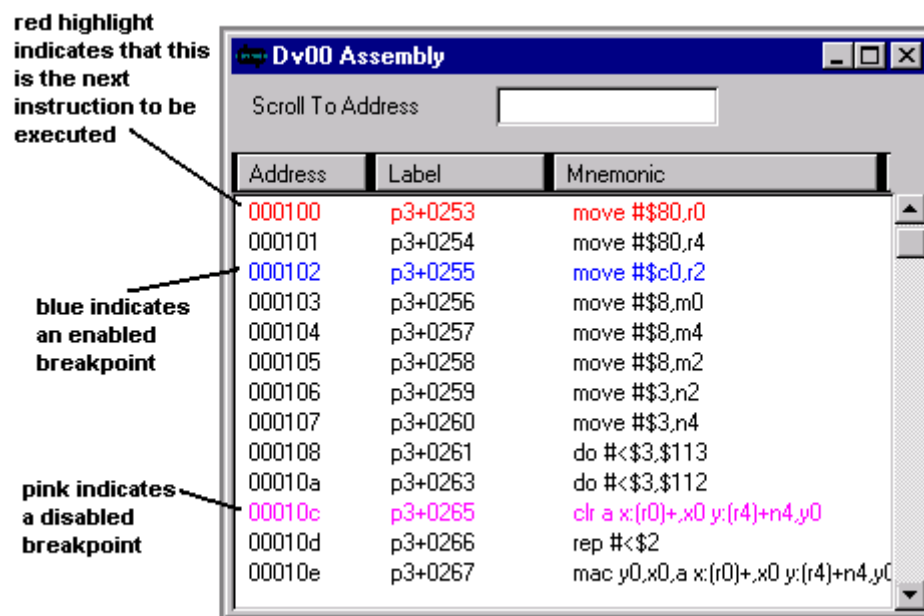 red highlight
indicates that this
is the next
instruction to be
executed
blue indicates
an enabled
breakpoint
pink indicates
a disabled
breakpoint
Dv00 Assembly
Scroll To Address
Address Label Mnemonic
000100 p3+0253 move #$80,r0
000101 p3+0254 move #$80,r4
000102 p3+0255 move #$c0,r2
000103 p3+0256 move #$8,m0
000104 p3+0257 move #$8,m4
000105 p3+0258 move #$8,m2
000106 p3+0259 move #$3,n2
000107 p3+0260 move #$3,n4
000108 p3+0261 do #<$3,$113
00010a p3+0263 do #<$3,$112
00010c p3+0265 clr a x:(r0)+,x0 y:(r4)+n4,y0
00010d p3+0266 rep #<$2
00010e p3+0267 mac y0,x0,a x:(r0)+,x0 y:(r4)+n4,y0